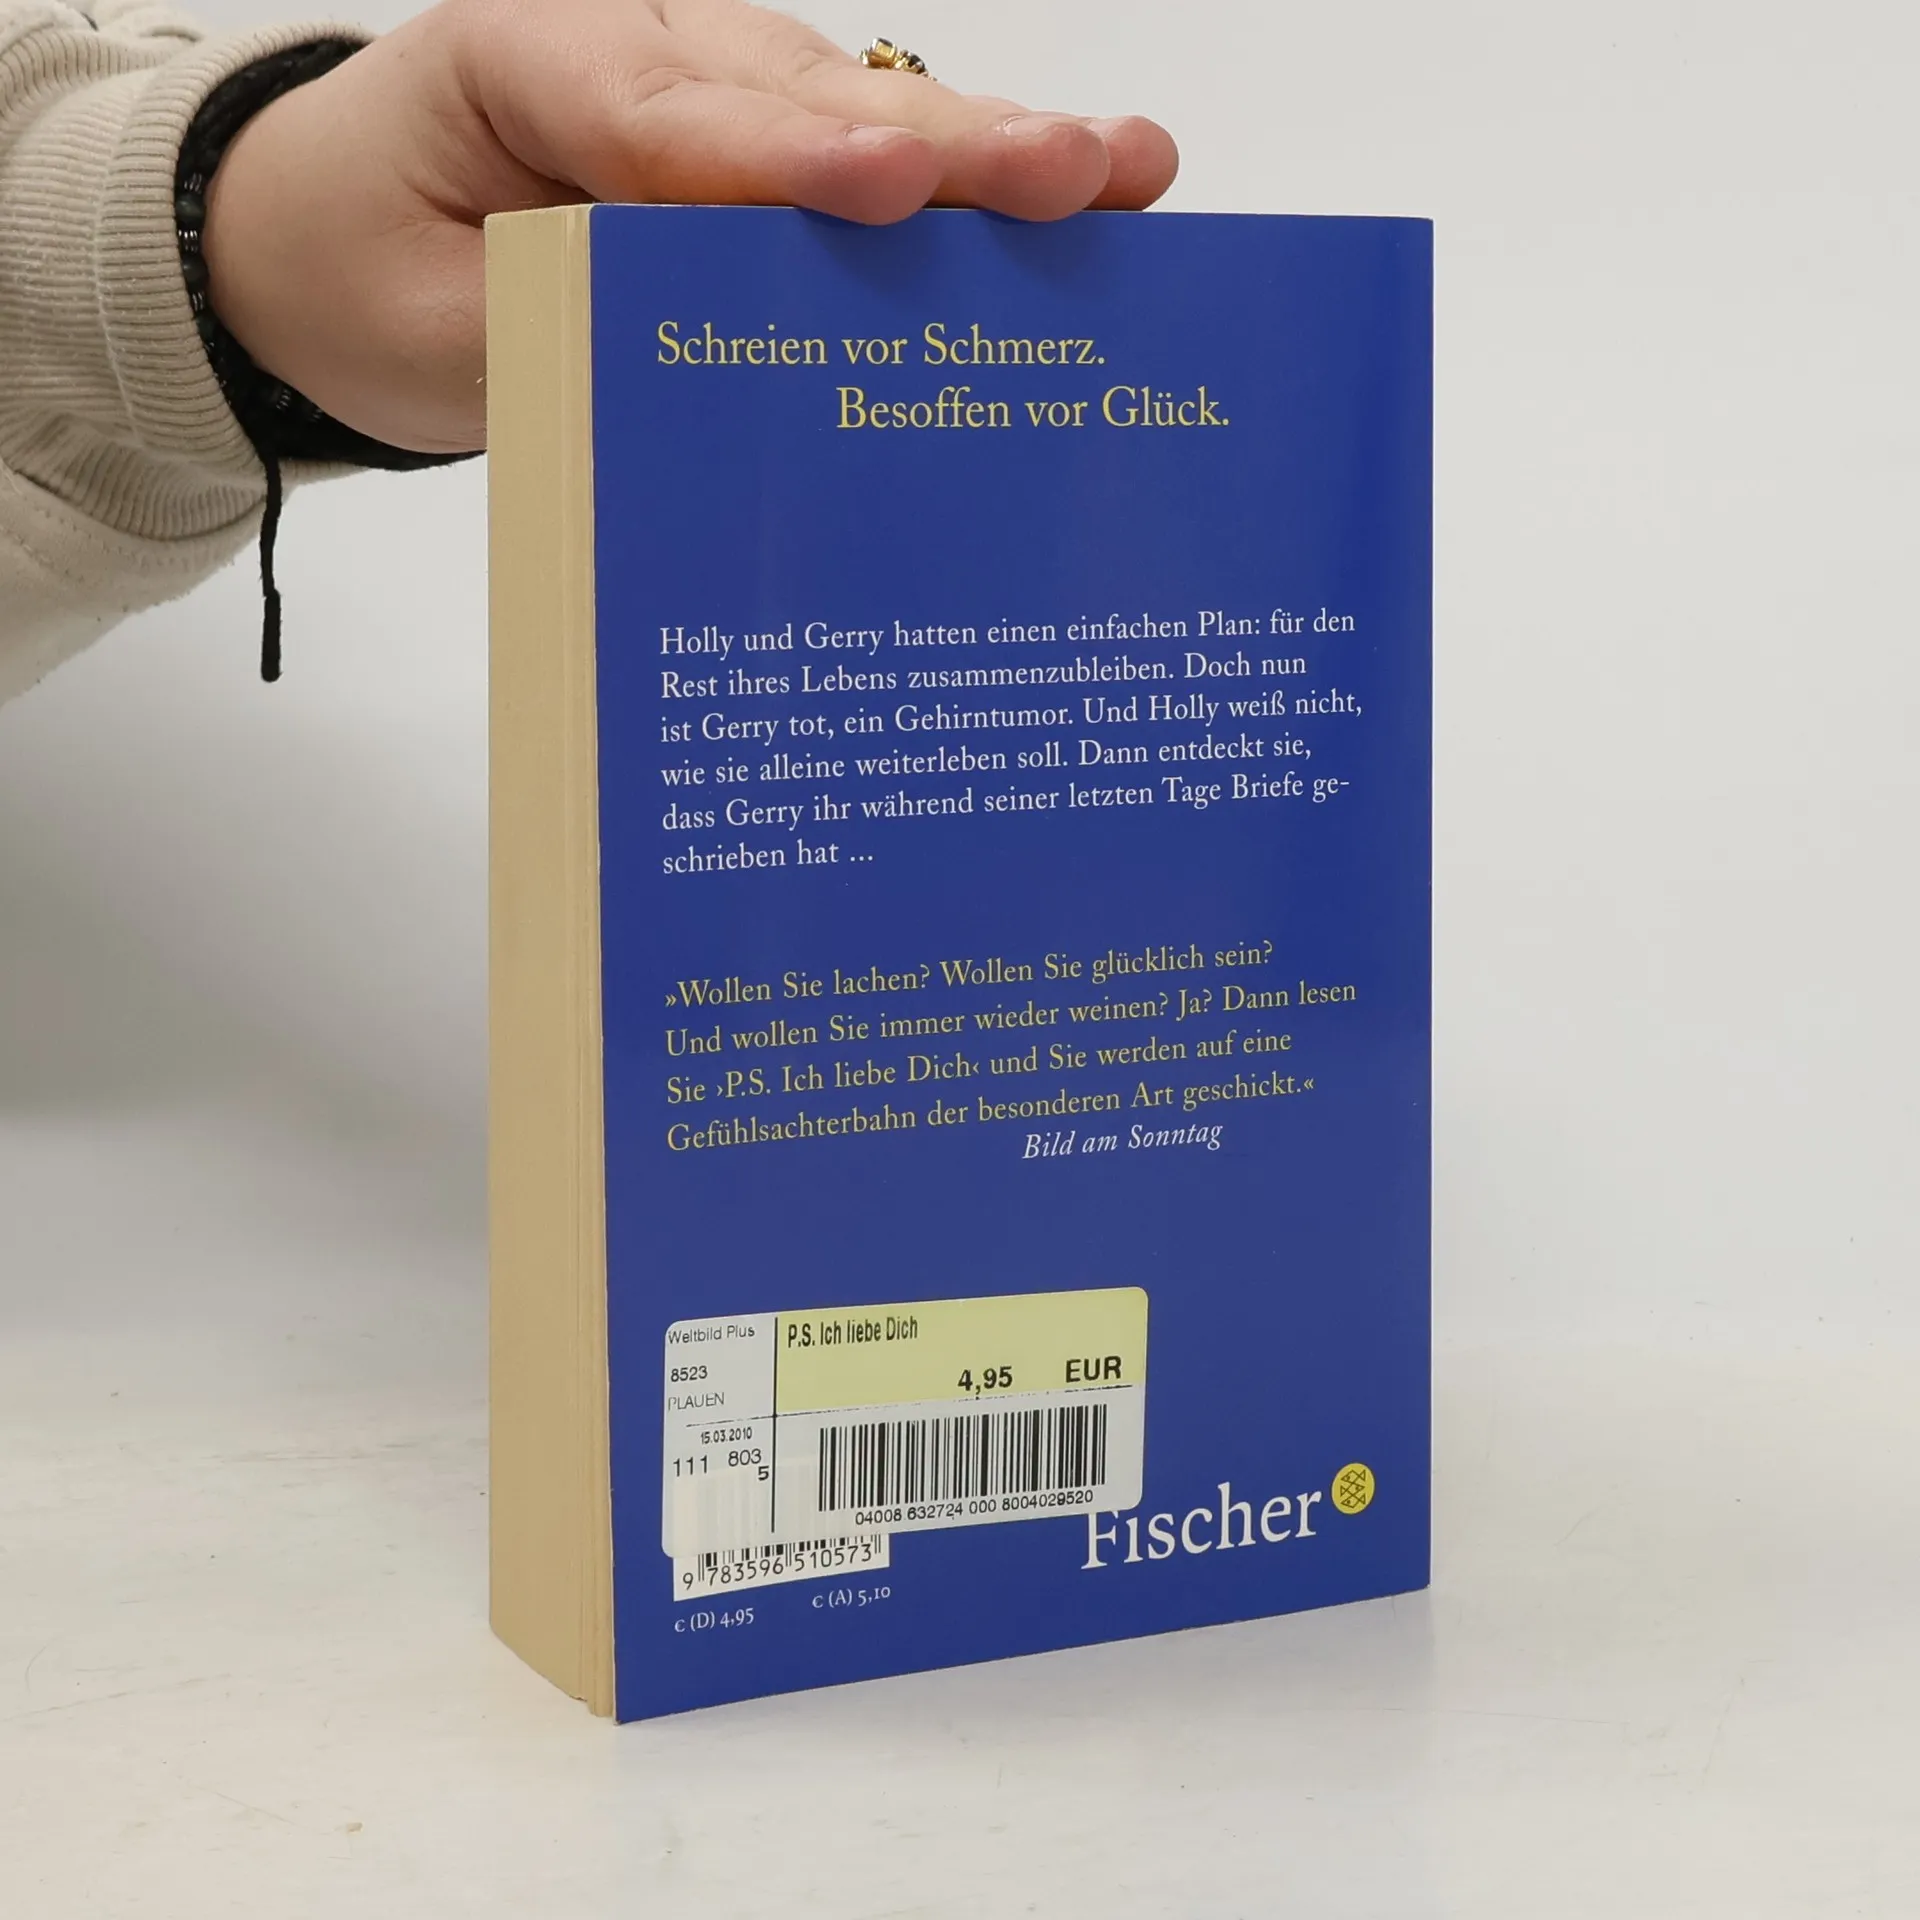 Schreien vor Schmerz.
Besoffen vor Glück.
Holly und Gerry hatten einen einfachen Plan: für den
Rest ihres Lebens zusammenzubleiben. Doch nun
ist Gerry tot, ein Gehirntumor. Und Holly weiß nicht,
wie sie alleine weiterleben soll. Dann entdeckt sie,
dass Gerry ihr während seiner letzten Tage Briefe ge-
schrieben hat ...
»Wollen Sie lachen? Wollen Sie glücklich sein?
Und wollen Sie immer wieder weinen? Ja? Dann lesen
Sie ›P.S. Ich liebe Dich‹ und Sie werden auf eine
Gefühlsachterbahn der besonderen Art geschickt.«
Bild am Sonntag
Weltbild Plus
8523
PLAUEN
15.03.2010
111 803
5
P.S. Ich liebe Dich
4,95 EUR
04008 632724 000 8004029520
Fischer
9 783596 510573
€ (D) 4,95 € (A) 5,10